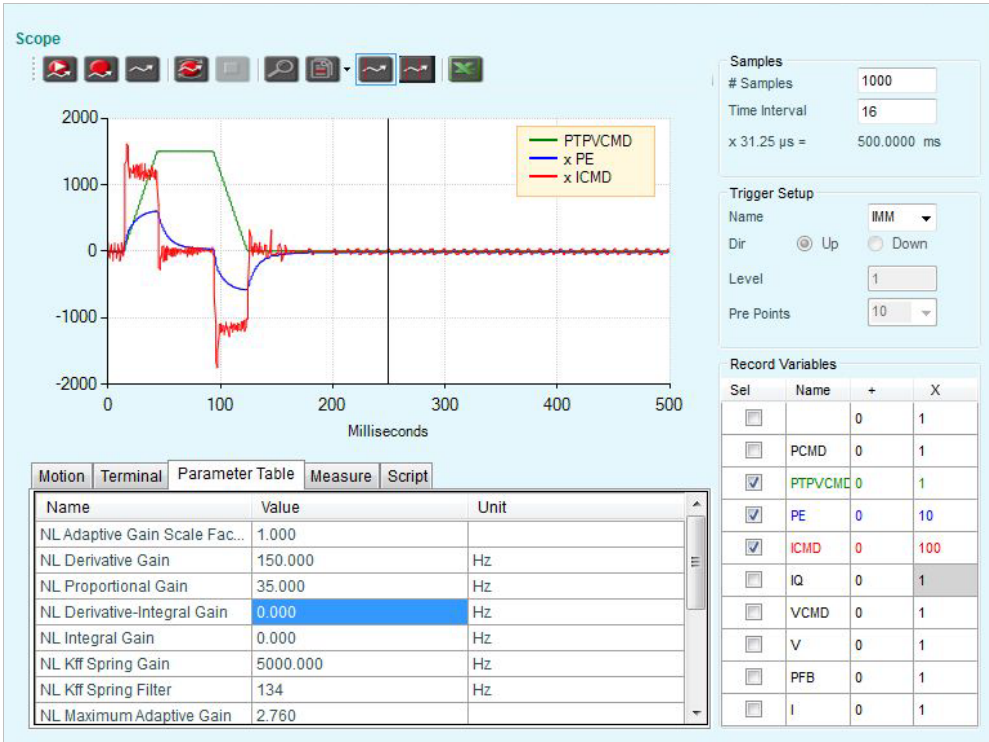 Scope
2000
1000
0
-1000
-2000
0 100 200 300 400 500
Milliseconds
PTPVCMD
x PE
x ICMD
Motion Terminal Parameter Table Measure Script
Name Value Unit
NL Adaptive Gain Scale Fac... 1.000
NL Derivative Gain 150.000 Hz
NL Proportional Gain 35.000 Hz
NL Derivative-Integral Gain 0.000 Hz
NL Integral Gain 0.000 Hz
NL Kff Spring Gain 5000.000 Hz
NL Kff Spring Filter 134 Hz
NL Maximum Adaptive Gain 2.760
Samples
# Samples 1000
Time Interval 16
x 31.25 µs = 500.0000 ms
Trigger Setup
Name IMM
Dir Up Down
Level 1
Pre Points 10
Record Variables
Sel Name + X
0 1
PCMD 0 1
PTPVCMD 0 1
PE 0 10
ICMD 0 100
IQ 0 1
VCMD 0 1
V 0 1
PFB 0 1
I 0 1